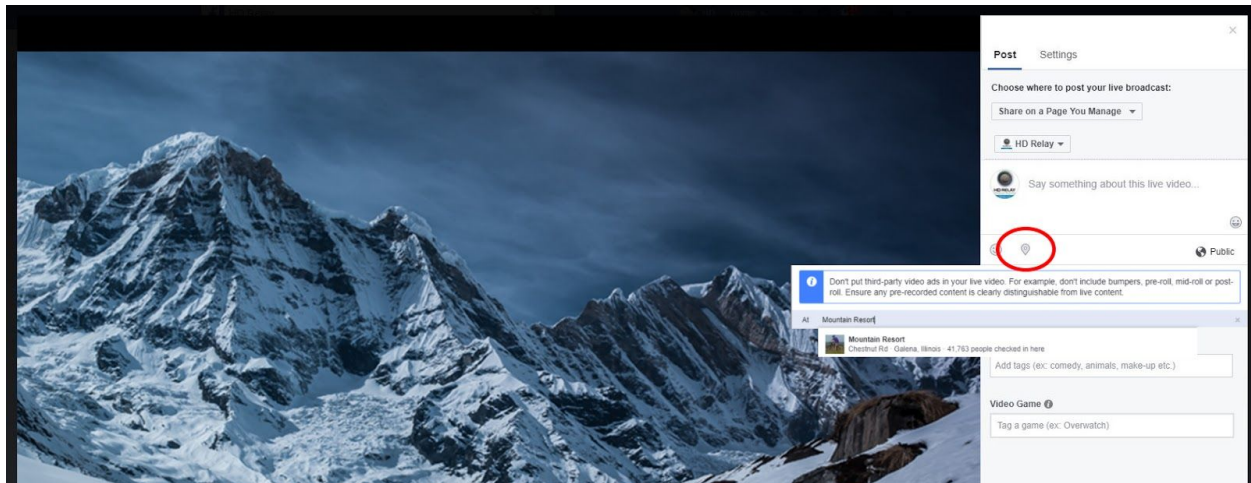 Post Settings
Choose where to post your live broadcast:
Share on a Page You Manage
HD Relay
HD RELAY
Say something about this live video...
Public
Don't put third-party video ads in your live video. For example, don't include bumpers, pre-roll, mid-roll or post-
roll. Ensure any pre-recorded content is clearly distinguishable from live content.
At Mountain Resort
Mountain Resort
Chestnut Rd · Galena, Illinois · 41,763 people checked in here
Add tags (ex: comedy, animals, make-up etc.)
Video Game
Tag a game (ex: Overwatch)